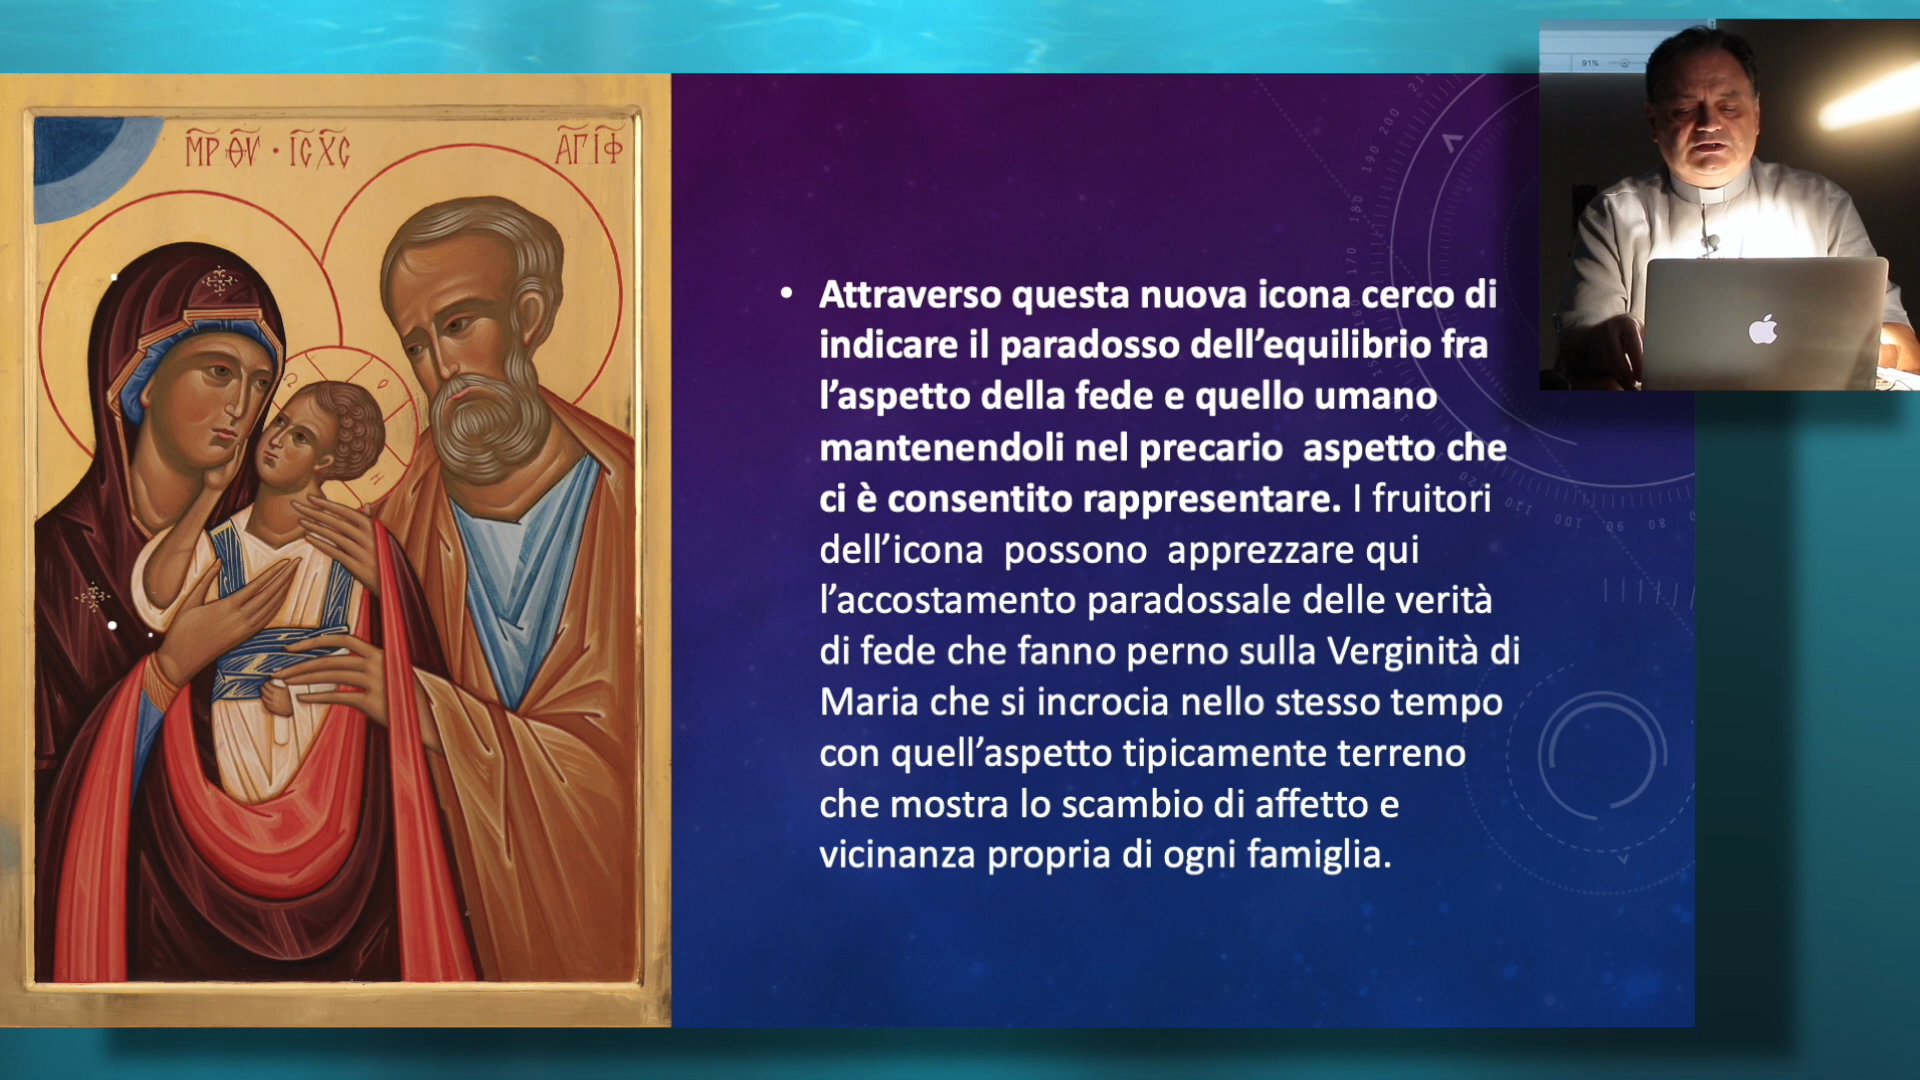 91%
ΜΡ ΘΥ · ΙC ΧC
ΑΓ ΙΦ
• Attraverso questa nuova icona cerco di
indicare il paradosso dell’equilibrio fra
l’aspetto della fede e quello umano
mantenendoli nel precario aspetto che
ci è consentito rappresentare. I fruitori
dell’icona possono apprezzare qui
l’accostamento paradossale delle verità
di fede che fanno perno sulla Verginità di
Maria che si incrocia nello stesso tempo
con quell’aspetto tipicamente terreno
che mostra lo scambio di affetto e
vicinanza propria di ogni famiglia.